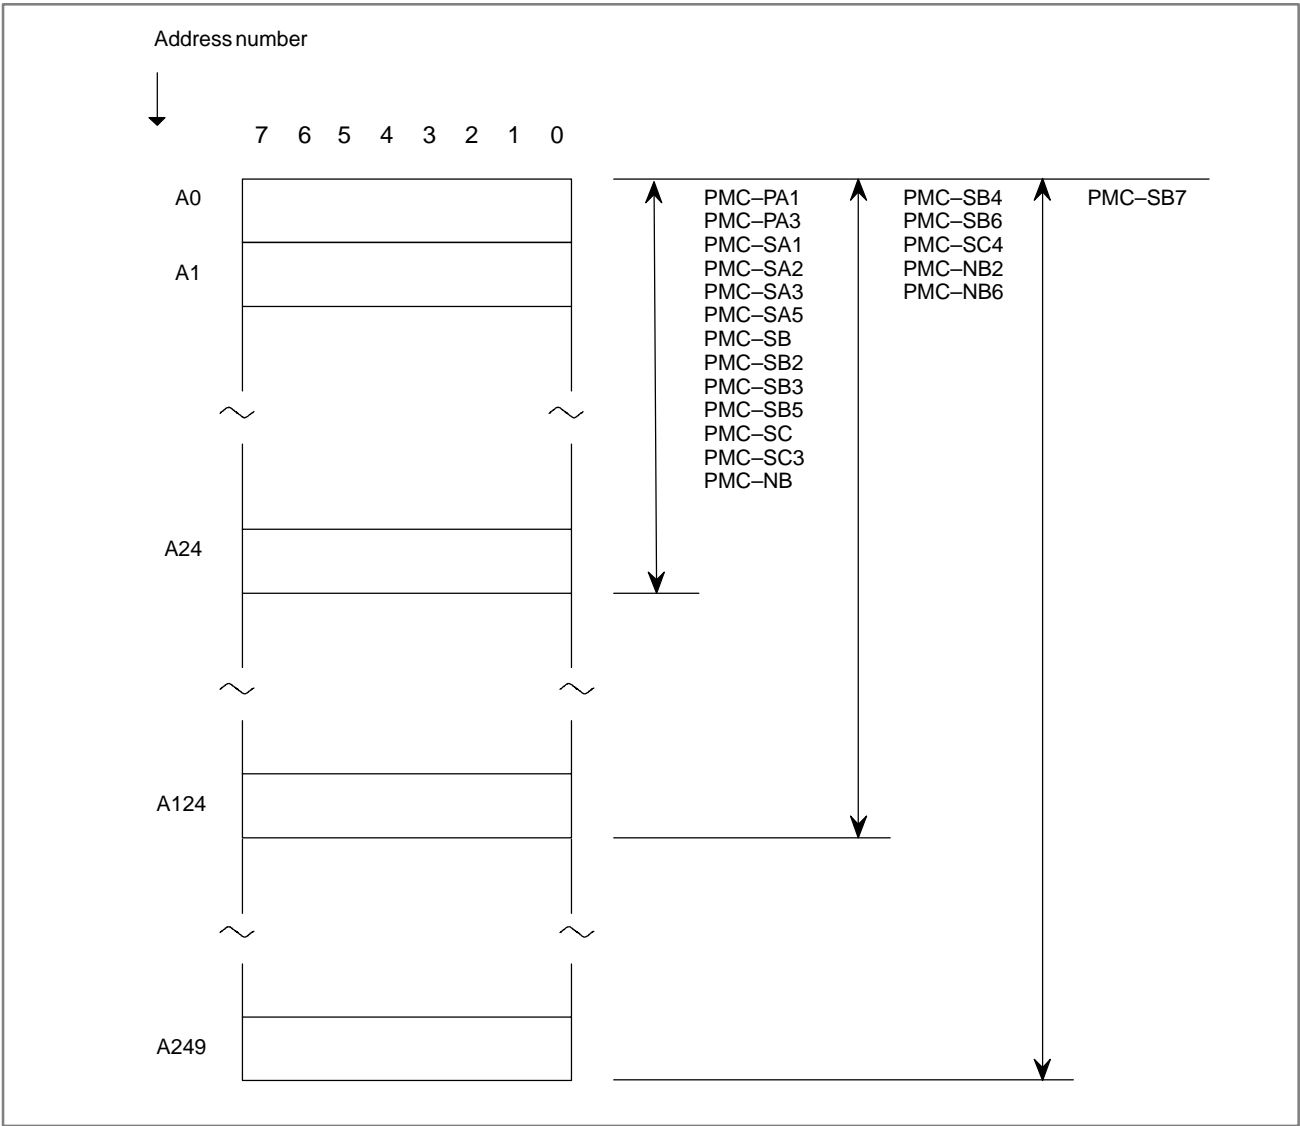 Address number
7 6 5 4 3 2 1 0
A0
A1
A24
A124
A249
PMC–PA1
PMC–PA3
PMC–SA1
PMC–SA2
PMC–SA3
PMC–SA5
PMC–SB
PMC–SB2
PMC–SB3
PMC–SB5
PMC–SC
PMC–SC3
PMC–NB
PMC–SB4
PMC–SB6
PMC–SC4
PMC–NB2
PMC–NB6
PMC–SB7